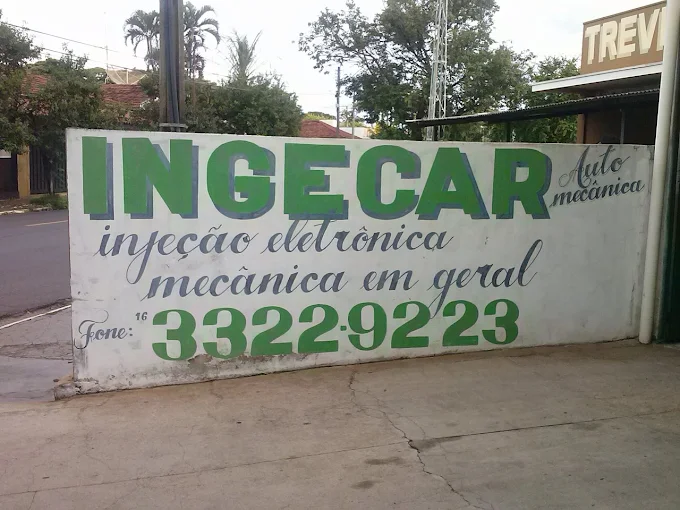 TREV
INGECAR
Auto
mecânica
injeção eletrônica
mecânica em geral
Fone: 16 3322-9223